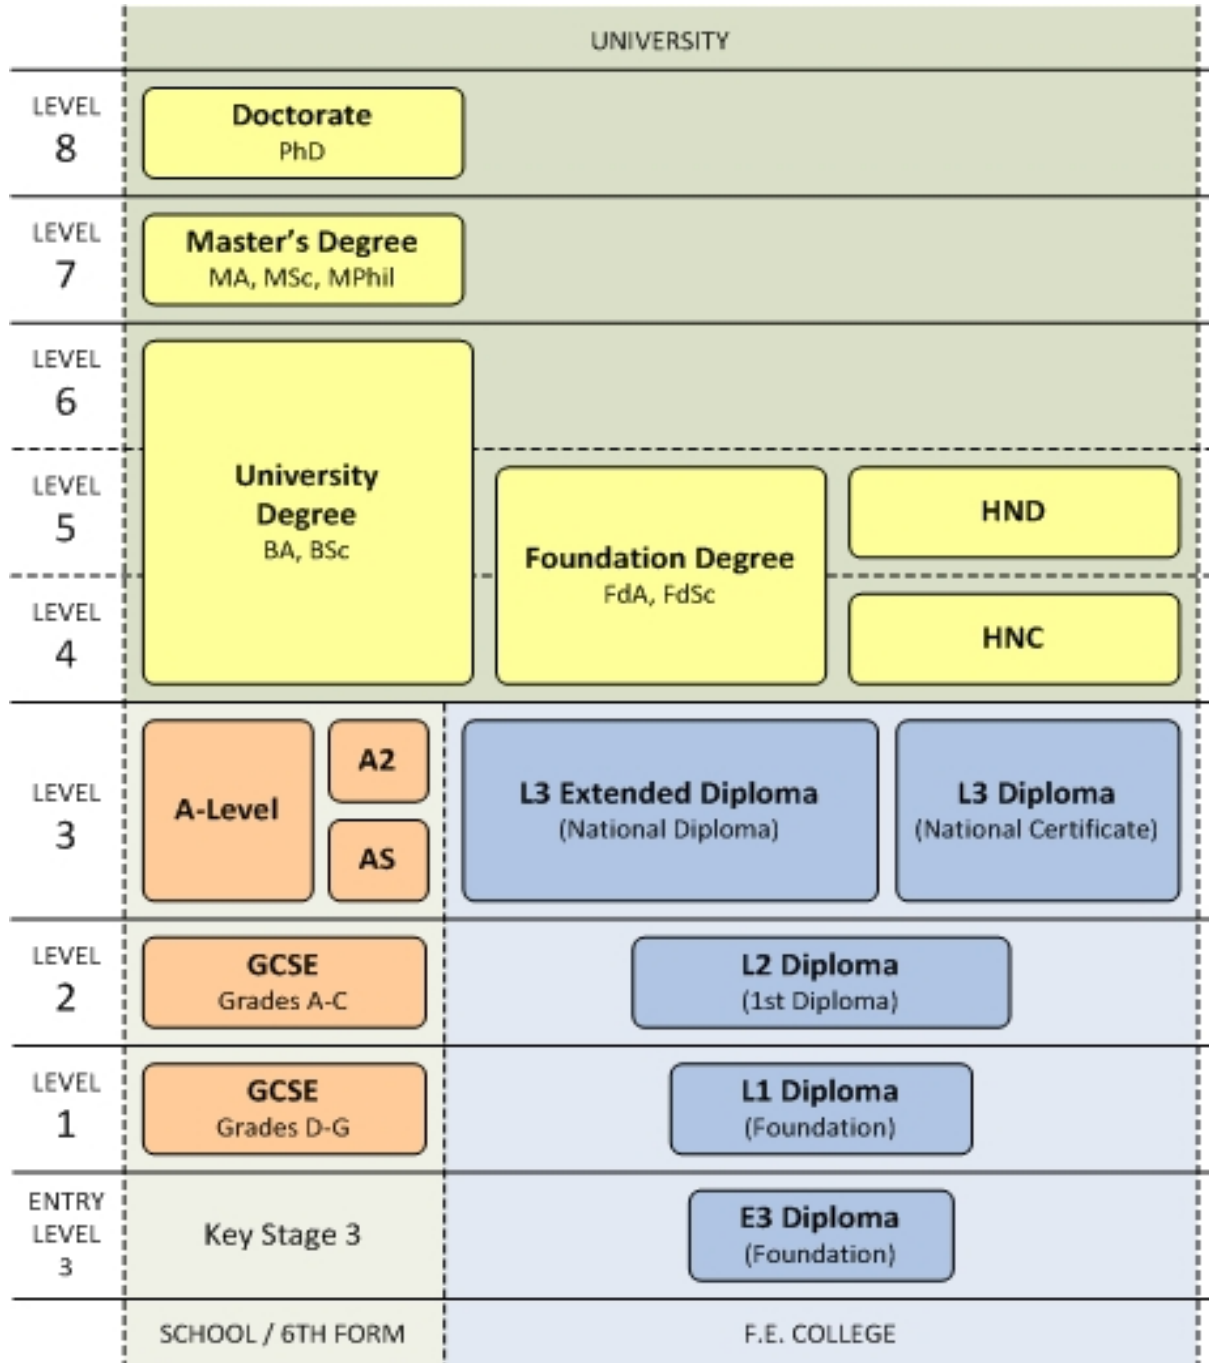 UNIVERSITY
LEVEL
8
Doctorate
PhD
LEVEL
7
Master's Degree
MA, MSc, MPhil
LEVEL
6
LEVEL
5
LEVEL
4
University
Degree
BA, BSc
Foundation Degree
FdA, FdSc
HND
HNC
LEVEL
3
A-Level
A2
AS
L3 Extended Diploma
(National Diploma)
L3 Diploma
(National Certificate)
LEVEL
2
GCSE
Grades A-C
L2 Diploma
(1st Diploma)
LEVEL
1
GCSE
Grades D-G
L1 Diploma
(Foundation)
ENTRY
LEVEL
3
Key Stage 3
E3 Diploma
(Foundation)
SCHOOL / 6TH FORM
F.E. COLLEGE